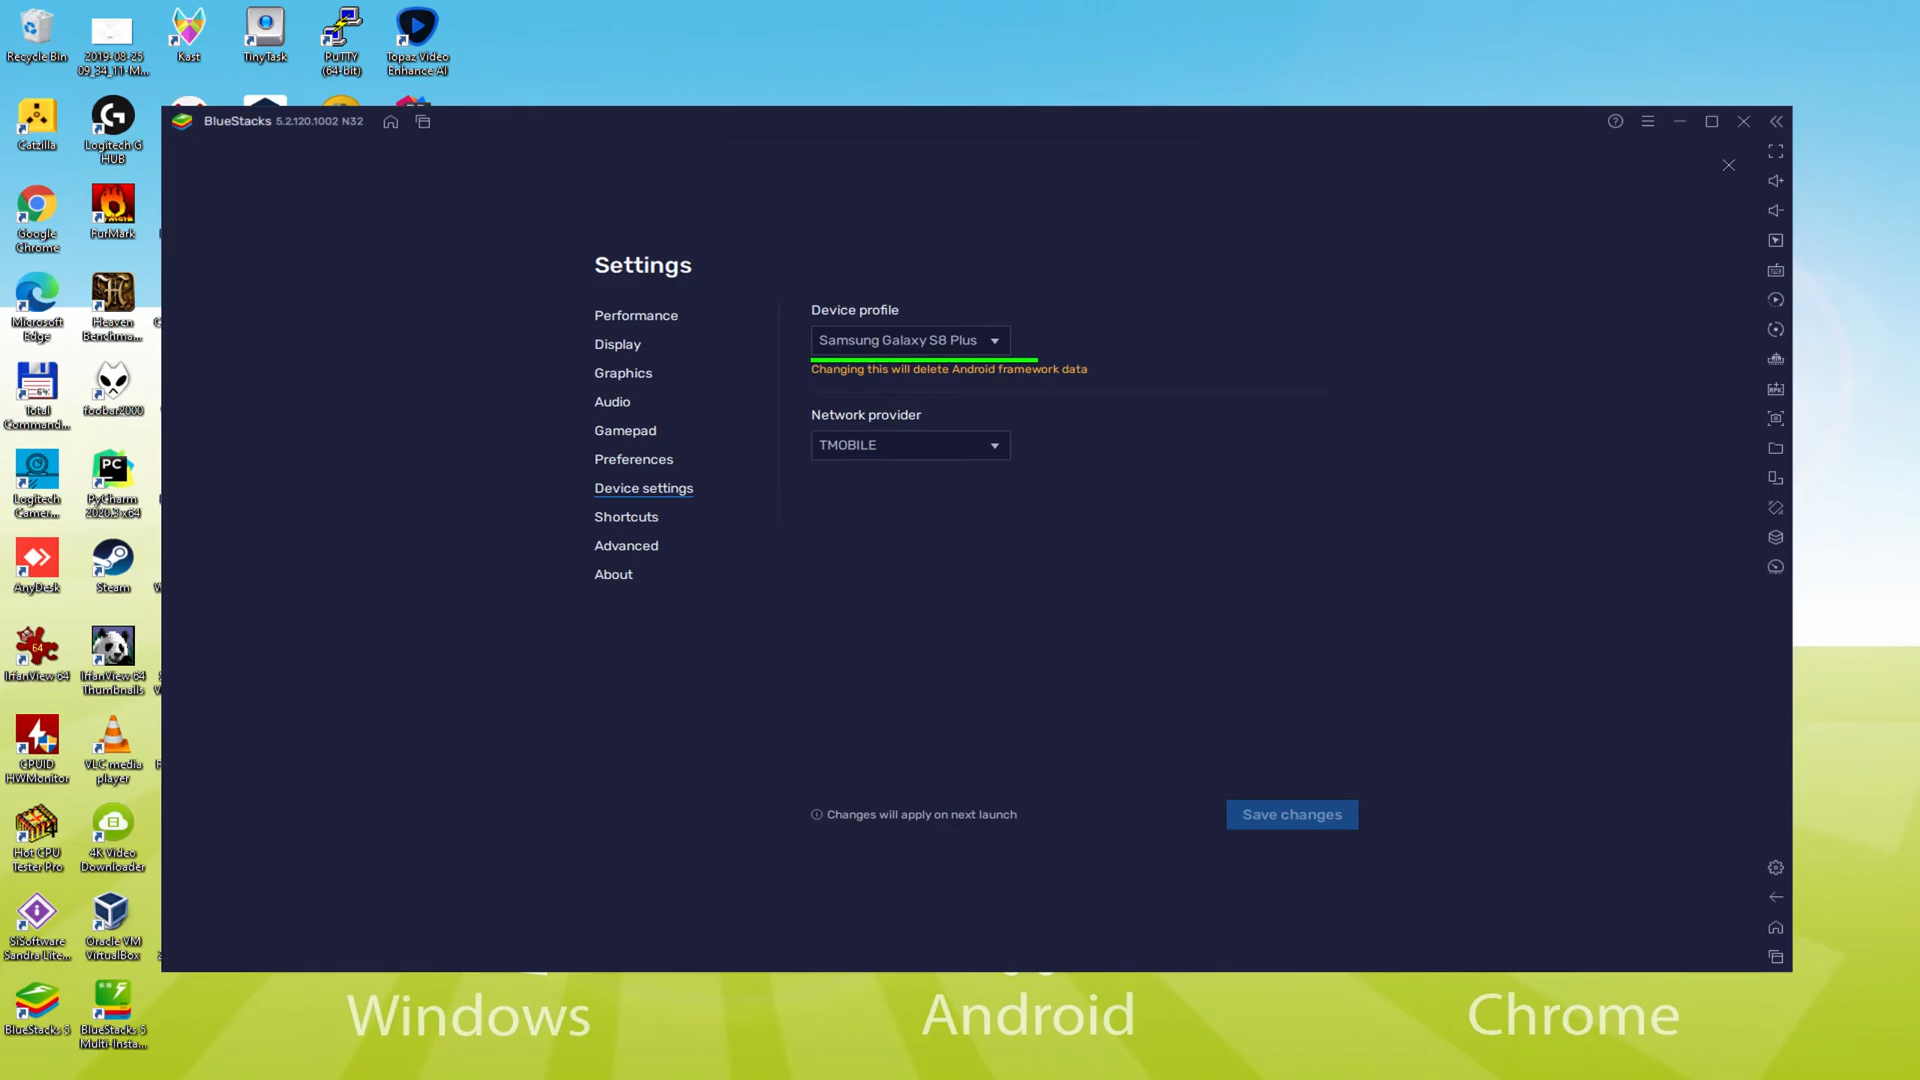 Recycle Bin
2019-08-25
09_34_11-M...
Kast
TinyTask
PuTTY
(64-bit)
Topaz Video
Enhance AI
Catzilla
Logitech G
HUB
BlueStacks 5.2.120.1002 N32
Google
Chrome
FurMark
Microsoft
Edge
Heaven
Benchma...
Total
Command...
foobar2000
Logitech
Camer...
PC
PyCharm
2020.3 x64
AnyDesk
Steam
64
IrfanView 64
IrfanView 64
Thumbnails
CPUID
HWMonitor
VLC media
player
Hot CPU
Tester Pro
4K Video
Downloader
SiSoftware
Sandra Lite...
Oracle VM
VirtualBox
BlueStacks 5
BlueStacks 5
Multi-Insta...
Settings
Performance
Display
Graphics
Audio
Gamepad
Preferences
Device settings
Shortcuts
Advanced
About
Device profile
Samsung Galaxy S8 Plus
Changing this will delete Android framework data
Network provider
TMOBILE
Changes will apply on next launch
Save changes
Windows
Android
Chrome